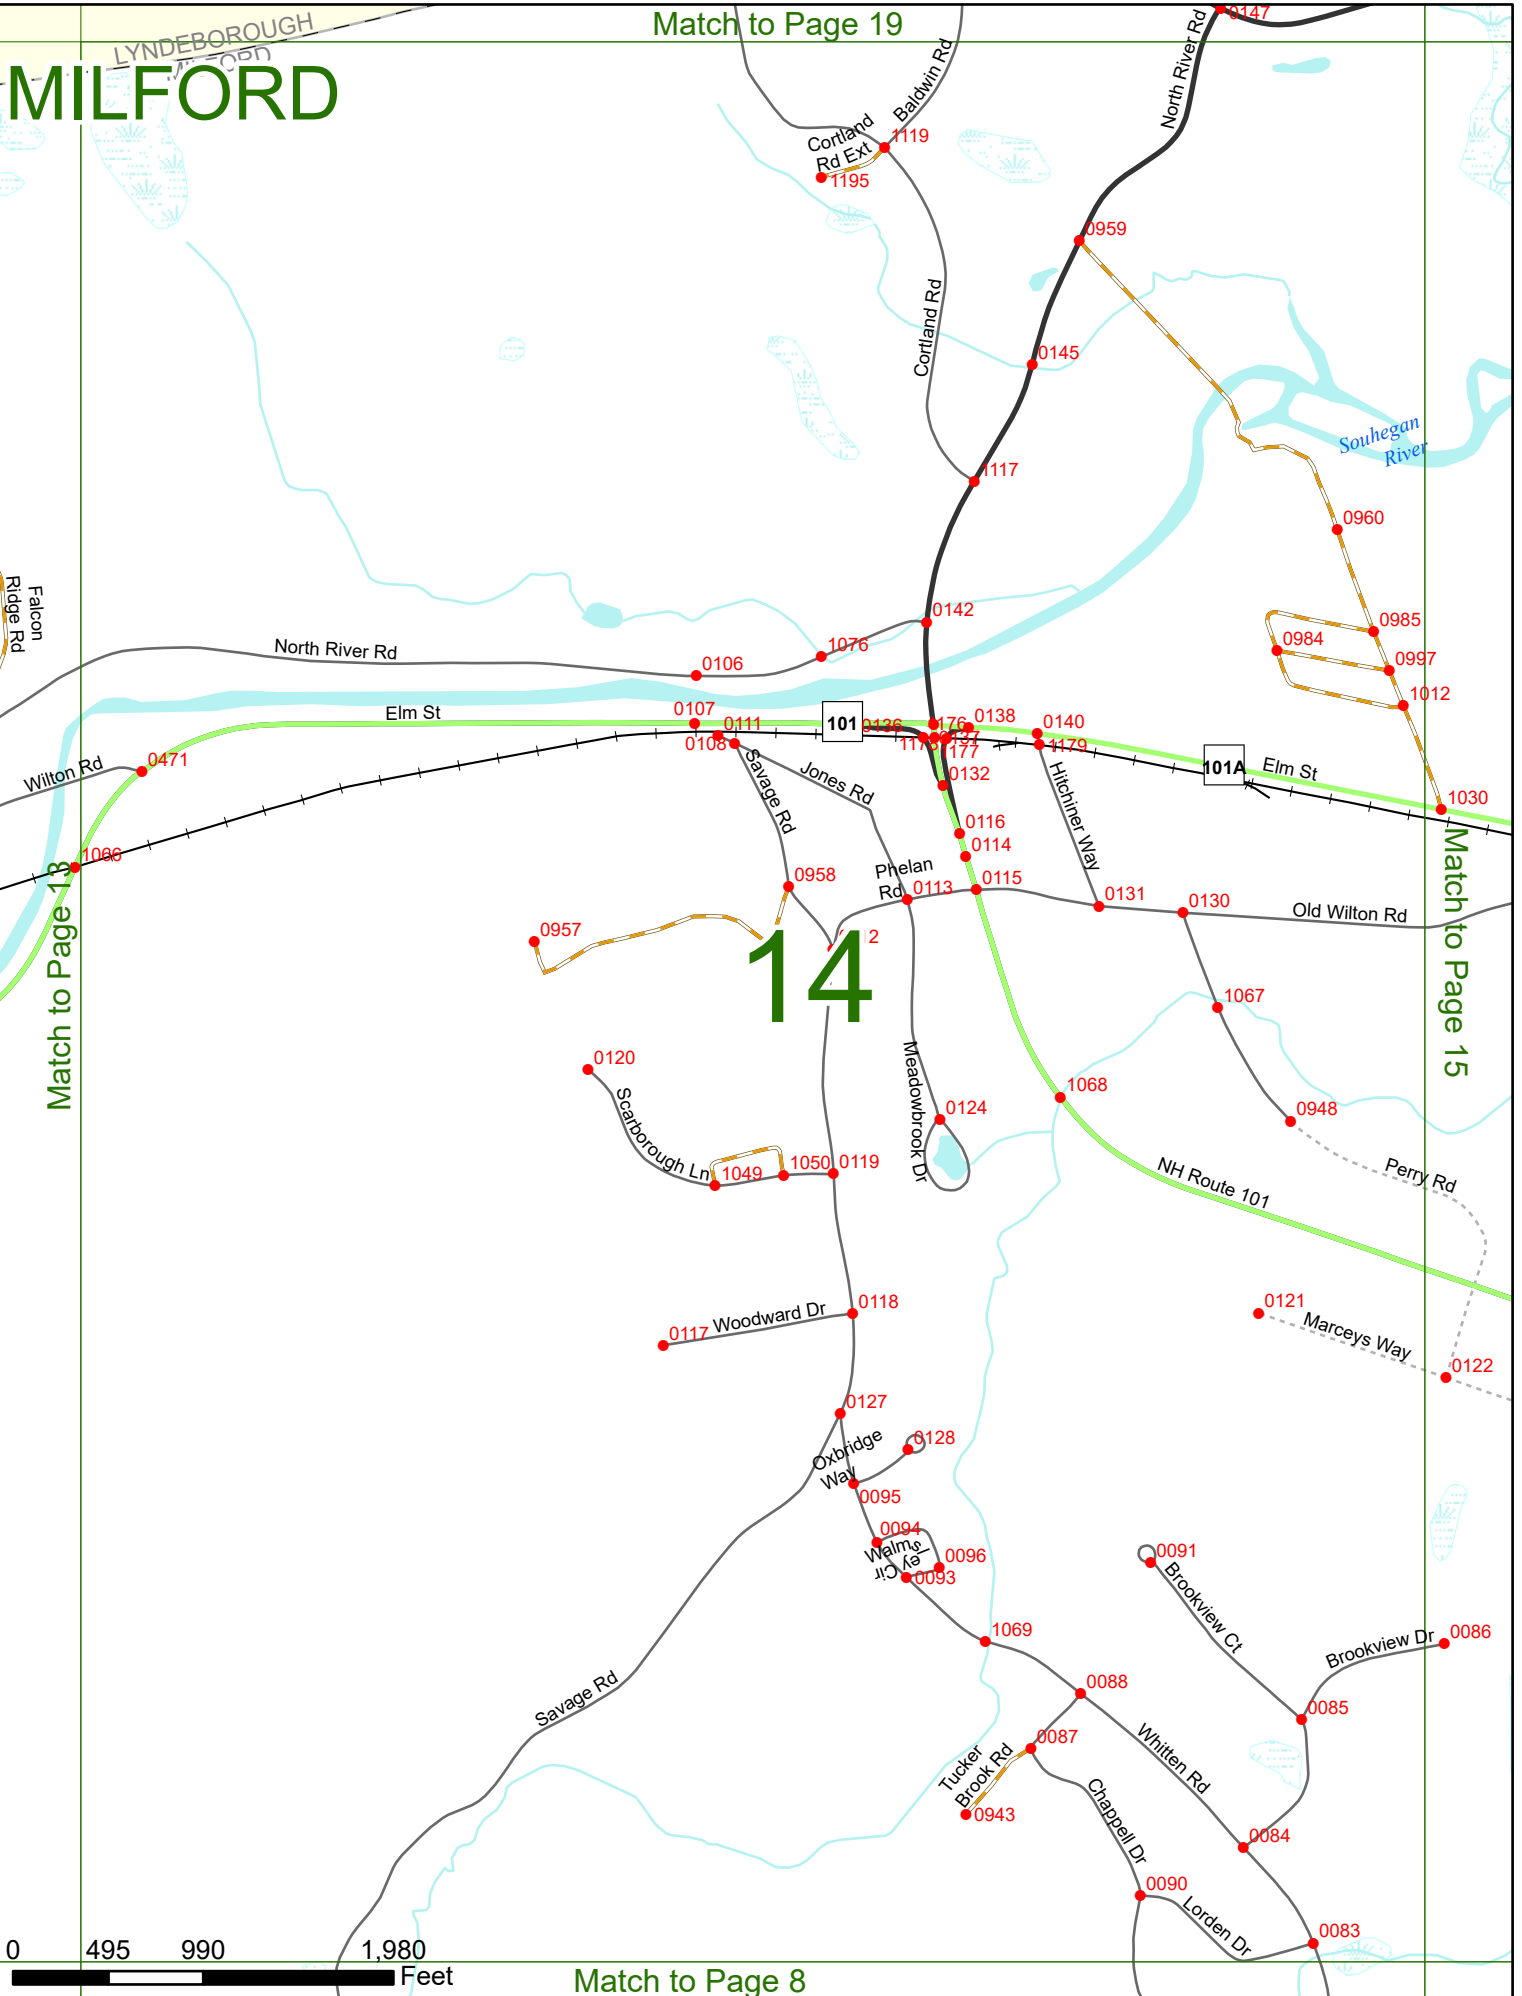 Match to Page 19
LYNDEBOROUGH
MILFORD
MILFORD
0147
North River Rd
Baldwin Rd
Cortland
Rd Ext
1119
1195
0959
Cortland Rd
0145
Souhegan
River
1117
0960
Falcon
Ridge Rd
0142
0985
North River Rd
1076
0984
0106
0997
1012
Elm St
0107
0111
0108
101
0136
0138
0140
1179
0137
1177
Wilton Rd
0471
Savage Rd
Jones Rd
0132
Hitchiner Way
101A
Elm St
1030
0116
0114
1066
Phelan
Rd
0958
0113
0115
0131
0130
Old Wilton Rd
0957
14
Match to Page 13
Match to Page 15
1067
0120
Scarborough Ln
Meadowbrook Dr
1068
0124
0948
1049
1050
0119
Perry Rd
NH Route 101
0118
0121
Woodward Dr
0117
Marceys Way
0122
0127
Oxbridge
Way
0128
0095
0094
Walmsley Cir
0096
0093
0091
Brookview Ct
1069
Brookview Dr
0086
Savage Rd
0088
0085
0087
Tucker
Brook Rd
Whitten Rd
0943
Chappell Dr
0084
0090
Lorden Dr
0083
0 495 990 1,980
Feet
Match to Page 8